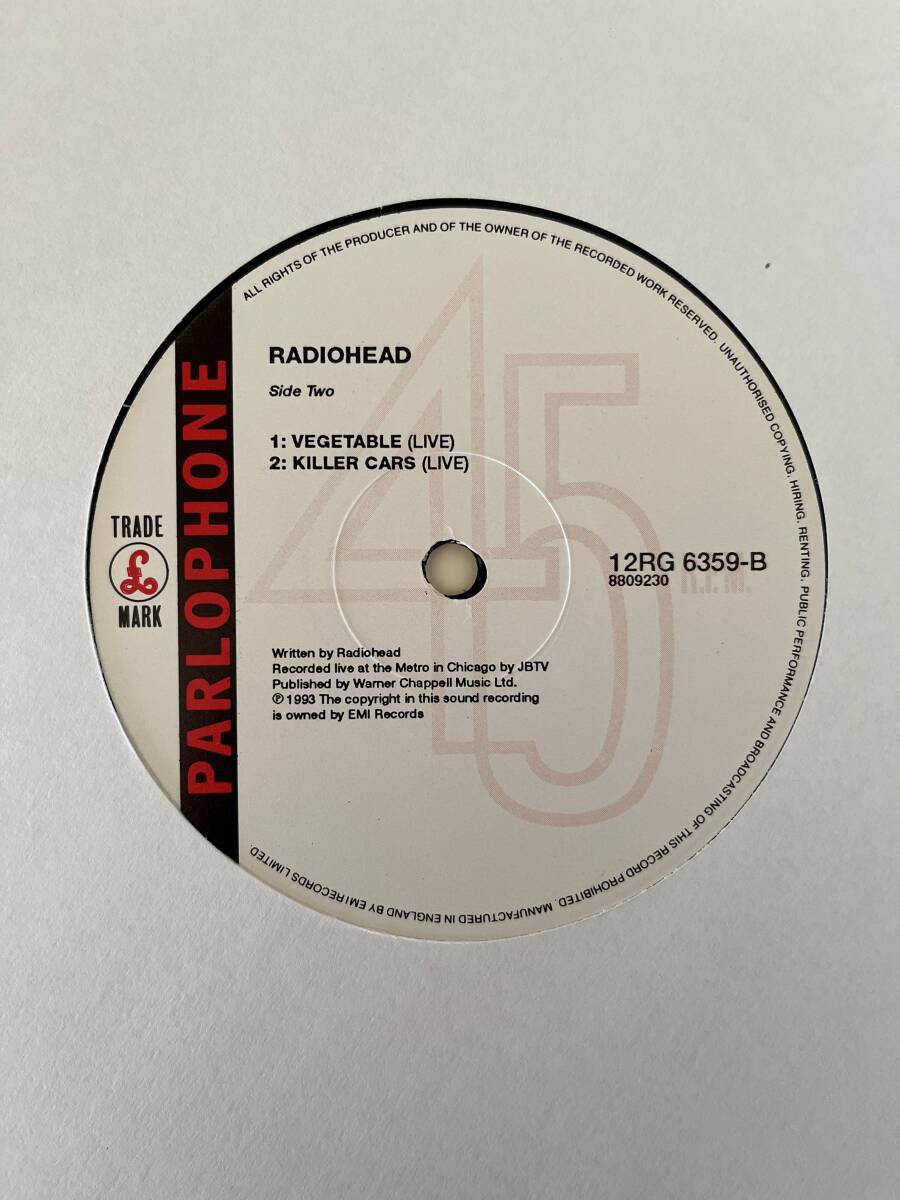 ALL RIGHTS OF THE PRODUCER AND OF THE OWNER OF THE RECORDED WORK RESERVED. UNAUTHORISED COPYING, HIRING, RENTING, PUBLIC PERFORMANCE AND BROADCASTING OF THIS RECORD PROHIBITED. MANUFACTURED IN ENGLAND BY EMI RECORDS LIMITED.
PARLOPHONE
TRADE
£
MARK
RADIOHEAD
Side Two
1: VEGETABLE (LIVE)
2: KILLER CARS (LIVE)
45
R.P.M.
12RG 6359-B
8809230
Written by Radiohead
Recorded live at the Metro in Chicago by JBTV
Published by Warner Chappell Music Ltd.
℗ 1993 The copyright in this sound recording
is owned by EMI Records